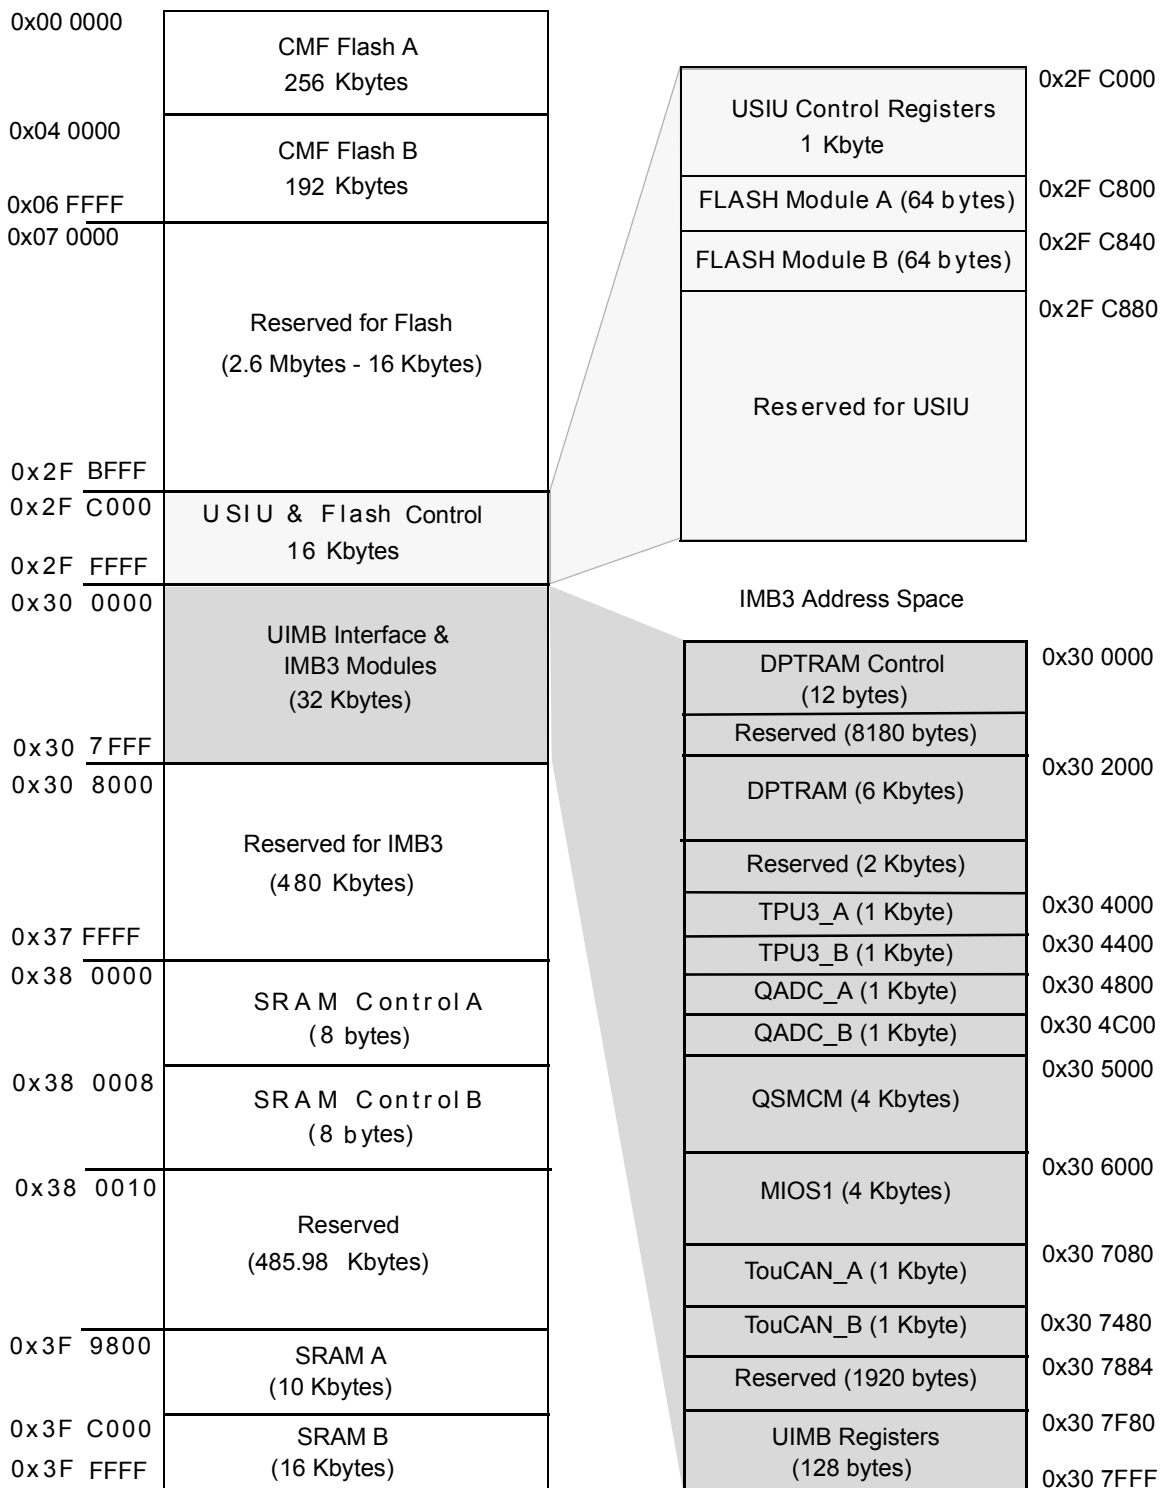 0x00 0000
CMF Flash A
256 Kbytes
0x04 0000
CMF Flash B
192 Kbytes
0x06 FFFF
0x07 0000
Reserved for Flash
(2.6 Mbytes - 16 Kbytes)
0x2F BFFF
0x2F C000
USIU & Flash Control
16 Kbytes
0x2F FFFF
0x30 0000
UIMB Interface &
IMB3 Modules
(32 Kbytes)
0x30 7FFF
0x30 8000
Reserved for IMB3
(480 Kbytes)
0x37 FFFF
0x38 0000
SRAM Control A
(8 bytes)
0x38 0008
SRAM Control B
(8 bytes)
0x38 0010
Reserved
(485.98 Kbytes)
0x3F 9800
SRAM A
(10 Kbytes)
0x3F C000
SRAM B
(16 Kbytes)
0x3F FFFF
0x2F C000
USIU Control Registers
1 Kbyte
FLASH Module A (64 bytes)
0x2F C800
FLASH Module B (64 bytes)
0x2F C840
0x2F C880
Reserved for USIU
IMB3 Address Space
DPTRAM Control
(12 bytes)
0x30 0000
Reserved (8180 bytes)
0x30 2000
DPTRAM (6 Kbytes)
Reserved (2 Kbytes)
TPU3_A (1 Kbyte)
0x30 4000
TPU3_B (1 Kbyte)
0x30 4400
QADC_A (1 Kbyte)
0x30 4800
QADC_B (1 Kbyte)
0x30 4C00
0x30 5000
QSMCM (4 Kbytes)
0x30 6000
MIOS1 (4 Kbytes)
0x30 7080
TouCAN_A (1 Kbyte)
TouCAN_B (1 Kbyte)
0x30 7480
Reserved (1920 bytes)
0x30 7884
UIMB Registers
(128 bytes)
0x30 7F80
0x30 7FFF